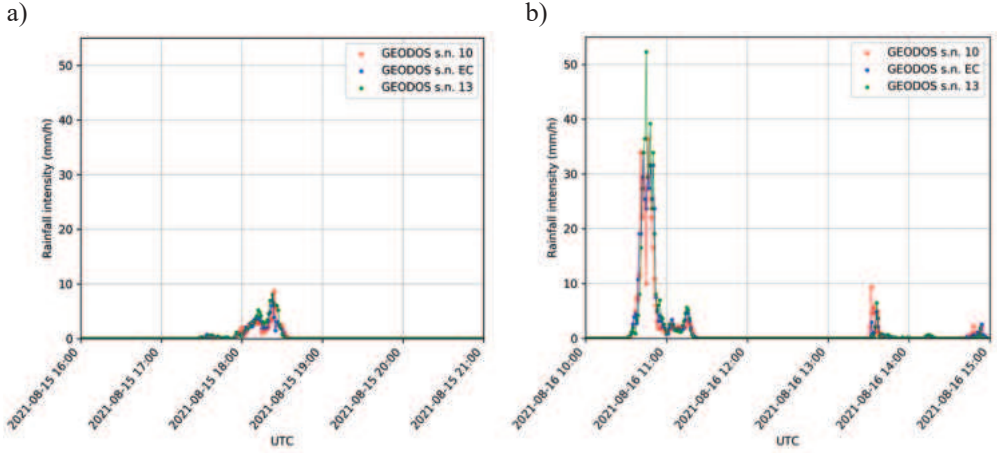 a)
GEODOS s.n. 10
GEODOS s.n. EC
GEODOS s.n. 13
Rainfall intensity (mm/h)
50
40
30
20
10
0
2021-08-15 16:00
2021-08-15 17:00
2021-08-15 18:00
2021-08-15 19:00
2021-08-15 20:00
2021-08-15 21:00
UTC
b)
GEODOS s.n. 10
GEODOS s.n. EC
GEODOS s.n. 13
Rainfall intensity (mm/h)
50
40
30
20
10
0
2021-08-16 10:00
2021-08-16 11:00
2021-08-16 12:00
2021-08-16 13:00
2021-08-16 14:00
2021-08-16 15:00
UTC